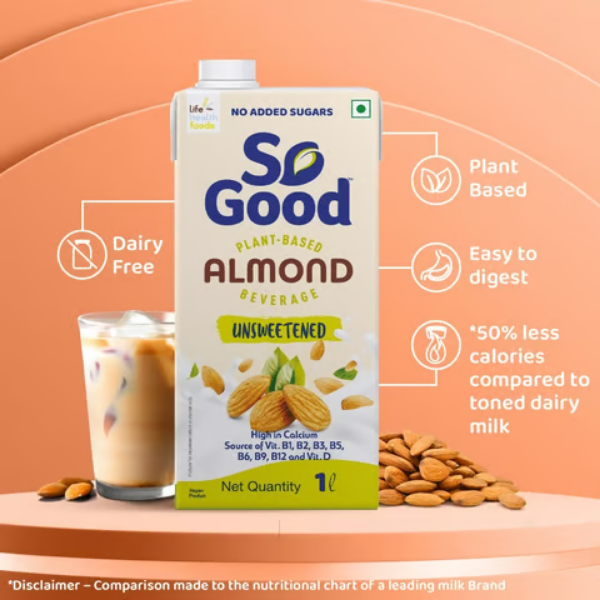 life
health
foods
NO ADDED SUGARS
So
Good
PLANT-BASED
ALMOND
BEVERAGE
UNSWEETENED
High in Calcium
Source of Vit. B1, B2, B3, B5,
B6, B9, B12 and Vit. D
Vegan
Product
Net Quantity 1ℓ
Dairy
Free
Plant
Based
Easy to
digest
*50% less
calories
compared to
toned dairy
milk
*Disclaimer – Comparison made to the nutritional chart of a leading milk Brand